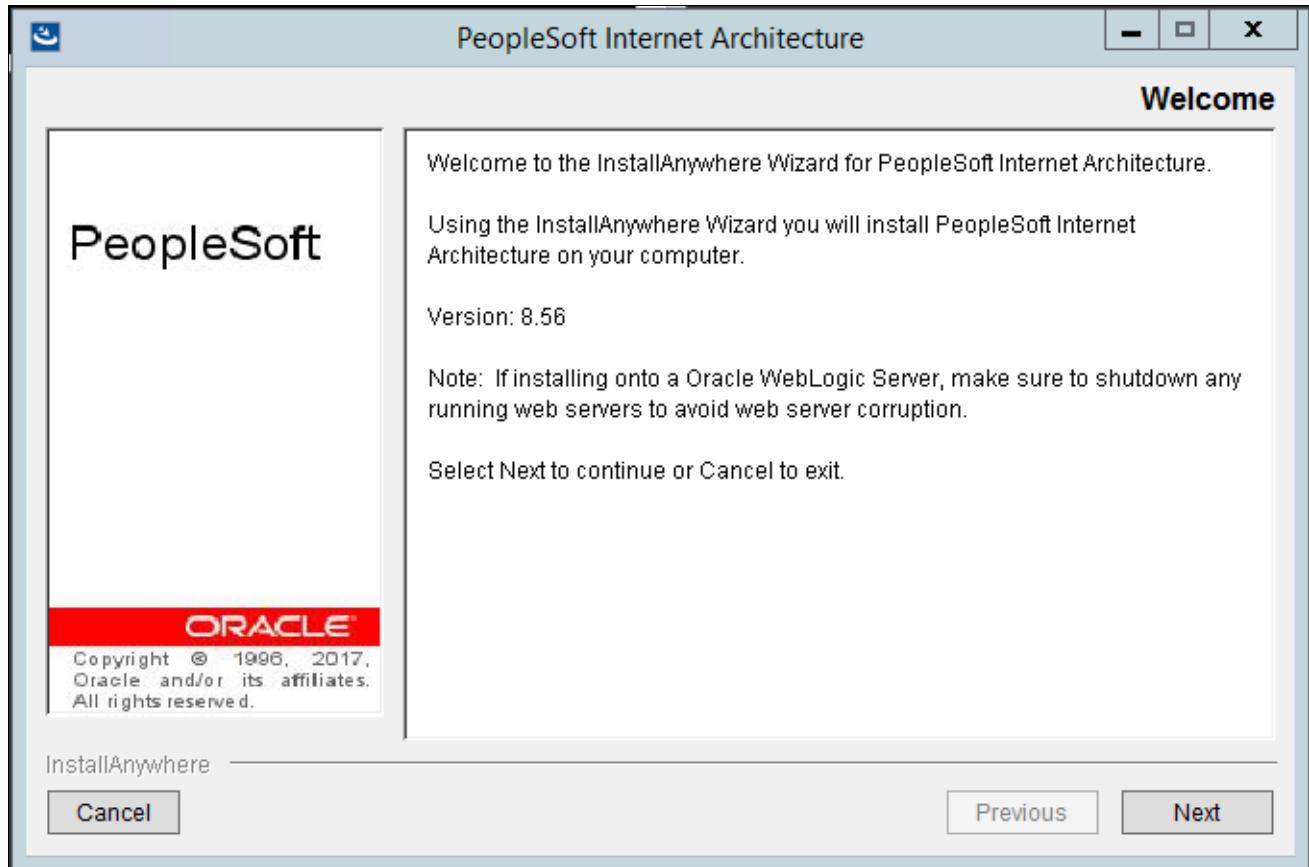 PeopleSoft Internet Architecture
Welcome
PeopleSoft
ORACLE
Copyright © 1996, 2017,
Oracle and/or its affiliates.
All rights reserved.
Welcome to the InstallAnywhere Wizard for PeopleSoft Internet Architecture.
Using the InstallAnywhere Wizard you will install PeopleSoft Internet
Architecture on your computer.
Version: 8.56
Note: If installing onto a Oracle WebLogic Server, make sure to shutdown any
running web servers to avoid web server corruption.
Select Next to continue or Cancel to exit.
InstallAnywhere
Cancel
Previous
Next